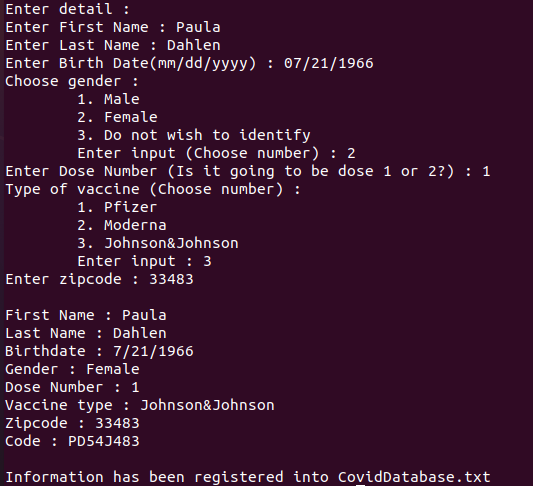 Enter detail :
Enter First Name : Paula
Enter Last Name : Dahlen
Enter Birth Date(mm/dd/yyyy) : 07/21/1966
Choose gender :
1. Male
2. Female
3. Do not wish to identify
Enter input (Choose number) : 2
Enter Dose Number (Is it going to be dose 1 or 2?) : 1
Type of vaccine (Choose number) :
1. Pfizer
2. Moderna
3. Johnson&Johnson
Enter input : 3
Enter zipcode : 33483

First Name : Paula
Last Name : Dahlen
Birthdate : 7/21/1966
Gender : Female
Dose Number : 1
Vaccine type : Johnson&Johnson
Zipcode : 33483
Code : PD54J483

Information has been registered into CovidDatabase.txt